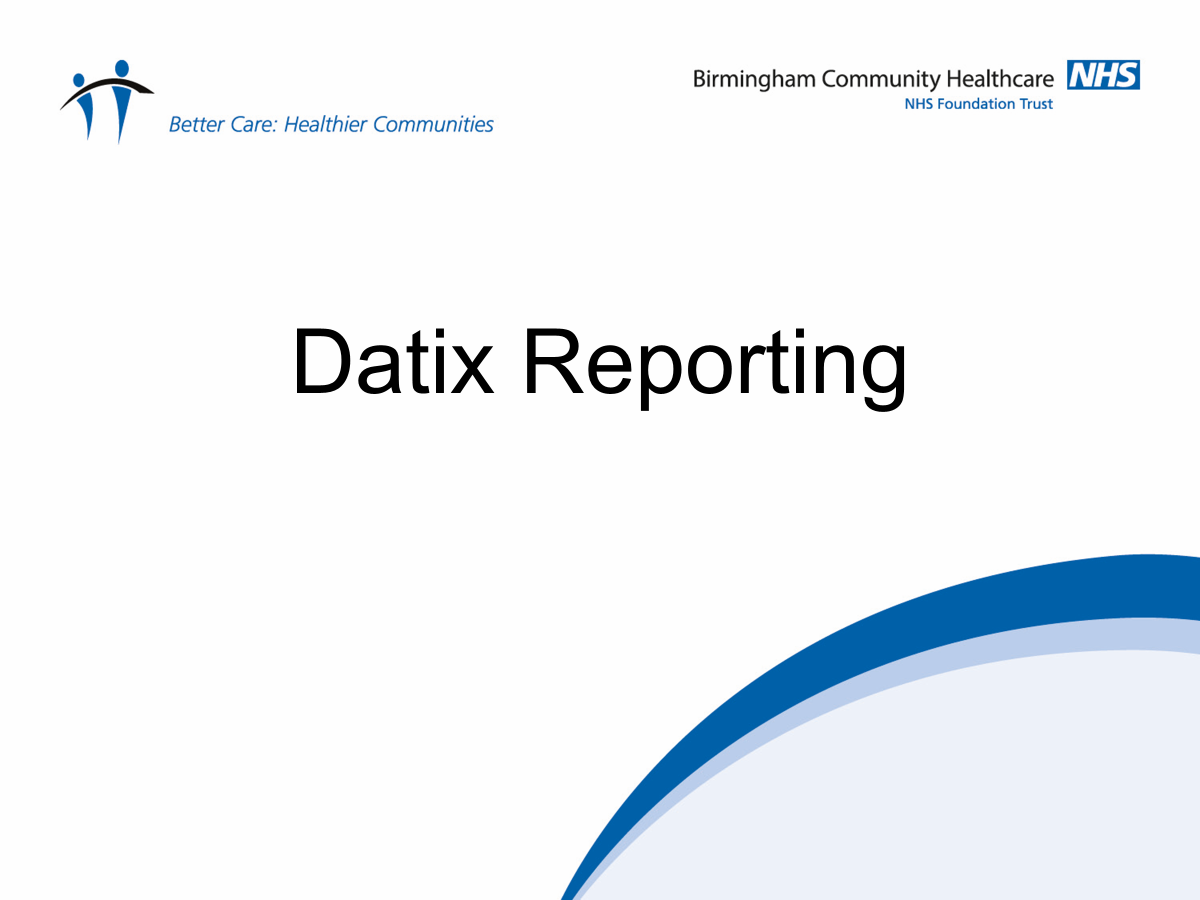 Better Care: Healthier Communities
Birmingham Community Healthcare NHS
NHS Foundation Trust
Datix Reporting